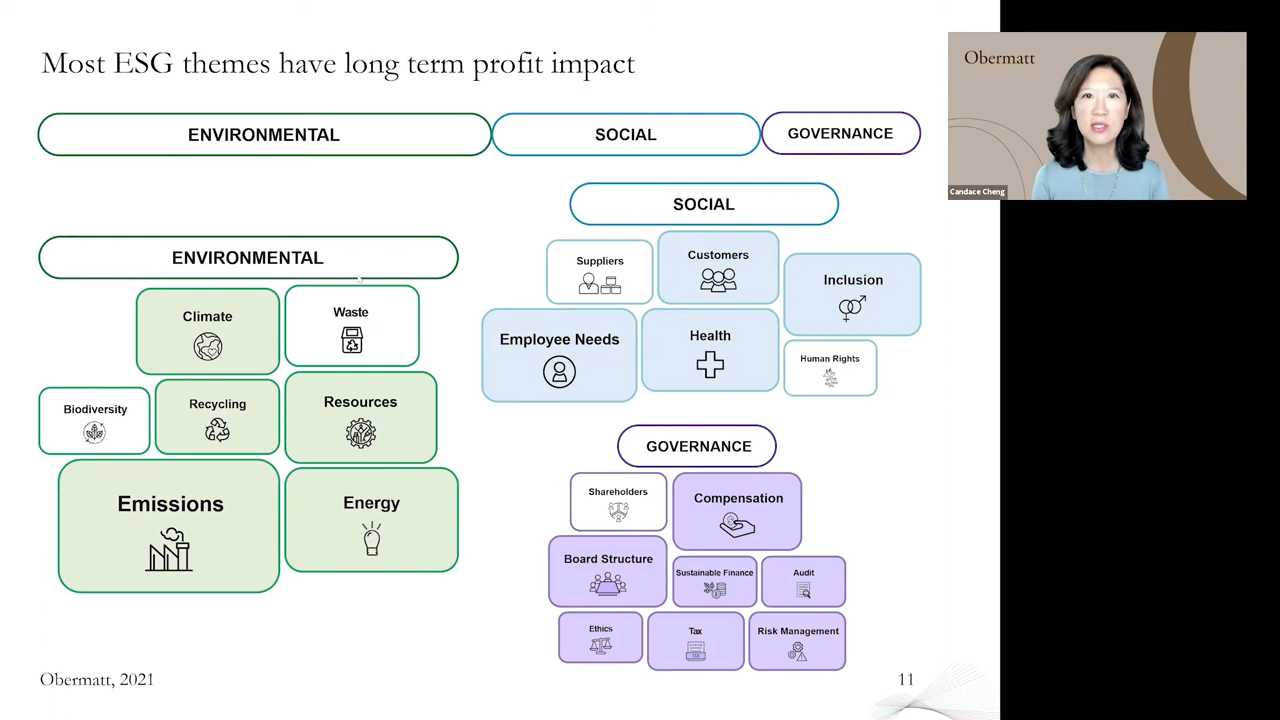 Most ESG themes have long term profit impact
Obermatt
Candace Cheng
ENVIRONMENTAL
SOCIAL
GOVERNANCE
ENVIRONMENTAL
Climate
Waste
Biodiversity
Recycling
Resources
Emissions
Energy
SOCIAL
Suppliers
Customers
Inclusion
Employee Needs
Health
Human Rights
GOVERNANCE
Shareholders
Compensation
Board Structure
Sustainable Finance
Audit
Ethics
Tax
Risk Management
Obermatt, 2021
11